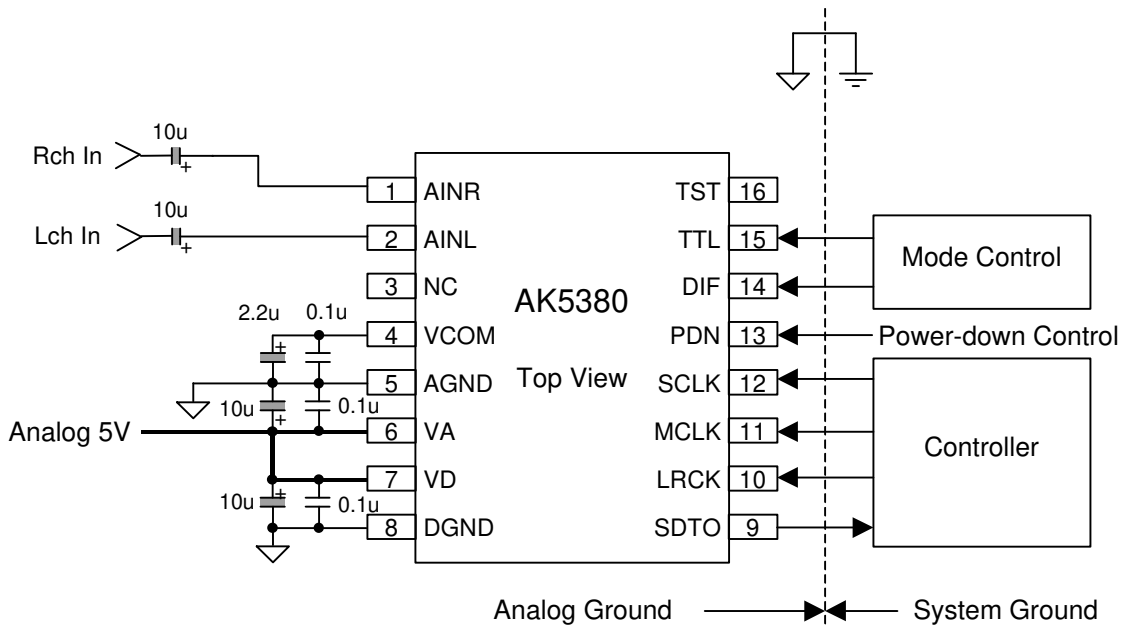 10u
Rch In
+
10u
Lch In
+
1 AINR
2 AINL
3 NC
4 VCOM
5 AGND
6 VA
7 VD
8 DGND
AK5380
Top View
TST 16
TTL 15
DIF 14
PDN 13
SCLK 12
MCLK 11
LRCK 10
SDTO 9
2.2u 0.1u
+
10u + 0.1u
Analog 5V
10u + 0.1u
Mode Control
Power-down Control
Controller
Analog Ground
System Ground